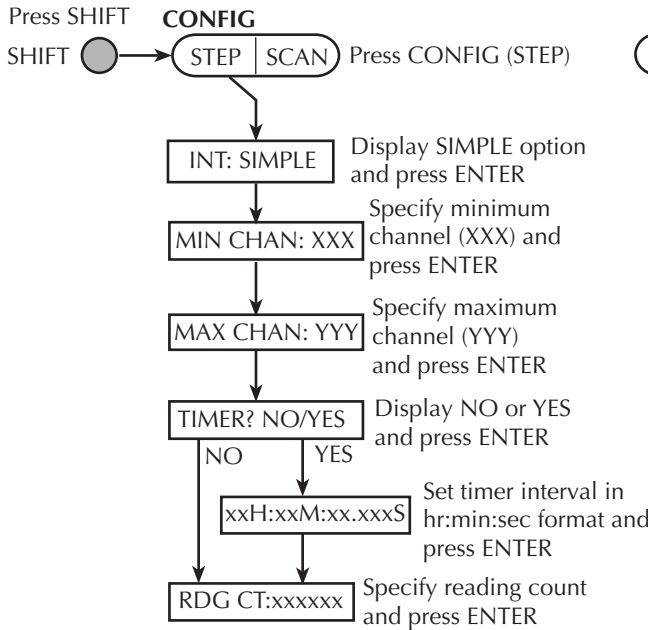 Press SHIFT
CONFIG
SHIFT
STEP SCAN
Press CONFIG (STEP)
INT: SIMPLE
Display SIMPLE option
and press ENTER
MIN CHAN: XXX
Specify minimum
channel (XXX) and
press ENTER
MAX CHAN: YYY
Specify maximum
channel (YYY)
and press ENTER
TIMER? NO/YES
Display NO or YES
and press ENTER
NO
YES
xxH:xxM:xx.xxxS
Set timer interval in
hr:min:sec format and
press ENTER
RDG CT:xxxxxx
Specify reading count
and press ENTER